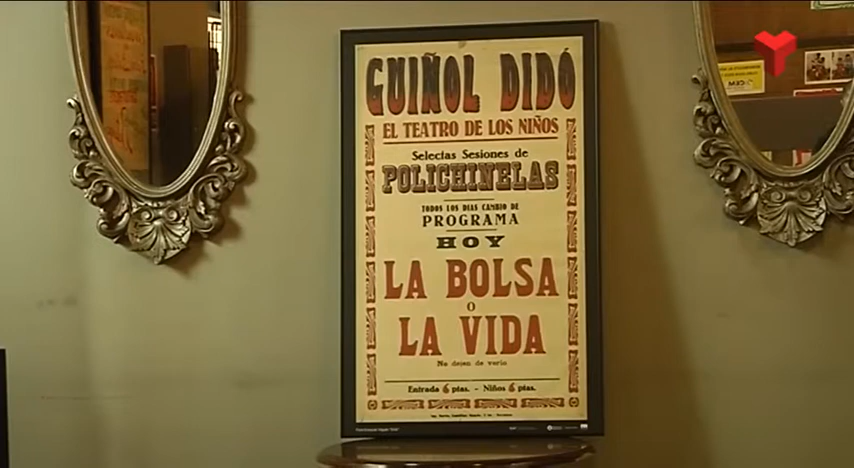 GUIÑOL DIDÓ
EL TEATRO DE LOS NIÑOS
Selectas Sesiones de
POLICHINELAS
TODOS LOS DIAS CAMBIO DE
PROGRAMA
HOY
LA BOLSA
O
LA VIDA
No dejen de verlo
Entrada 6 ptas. - Niños 6 ptas.